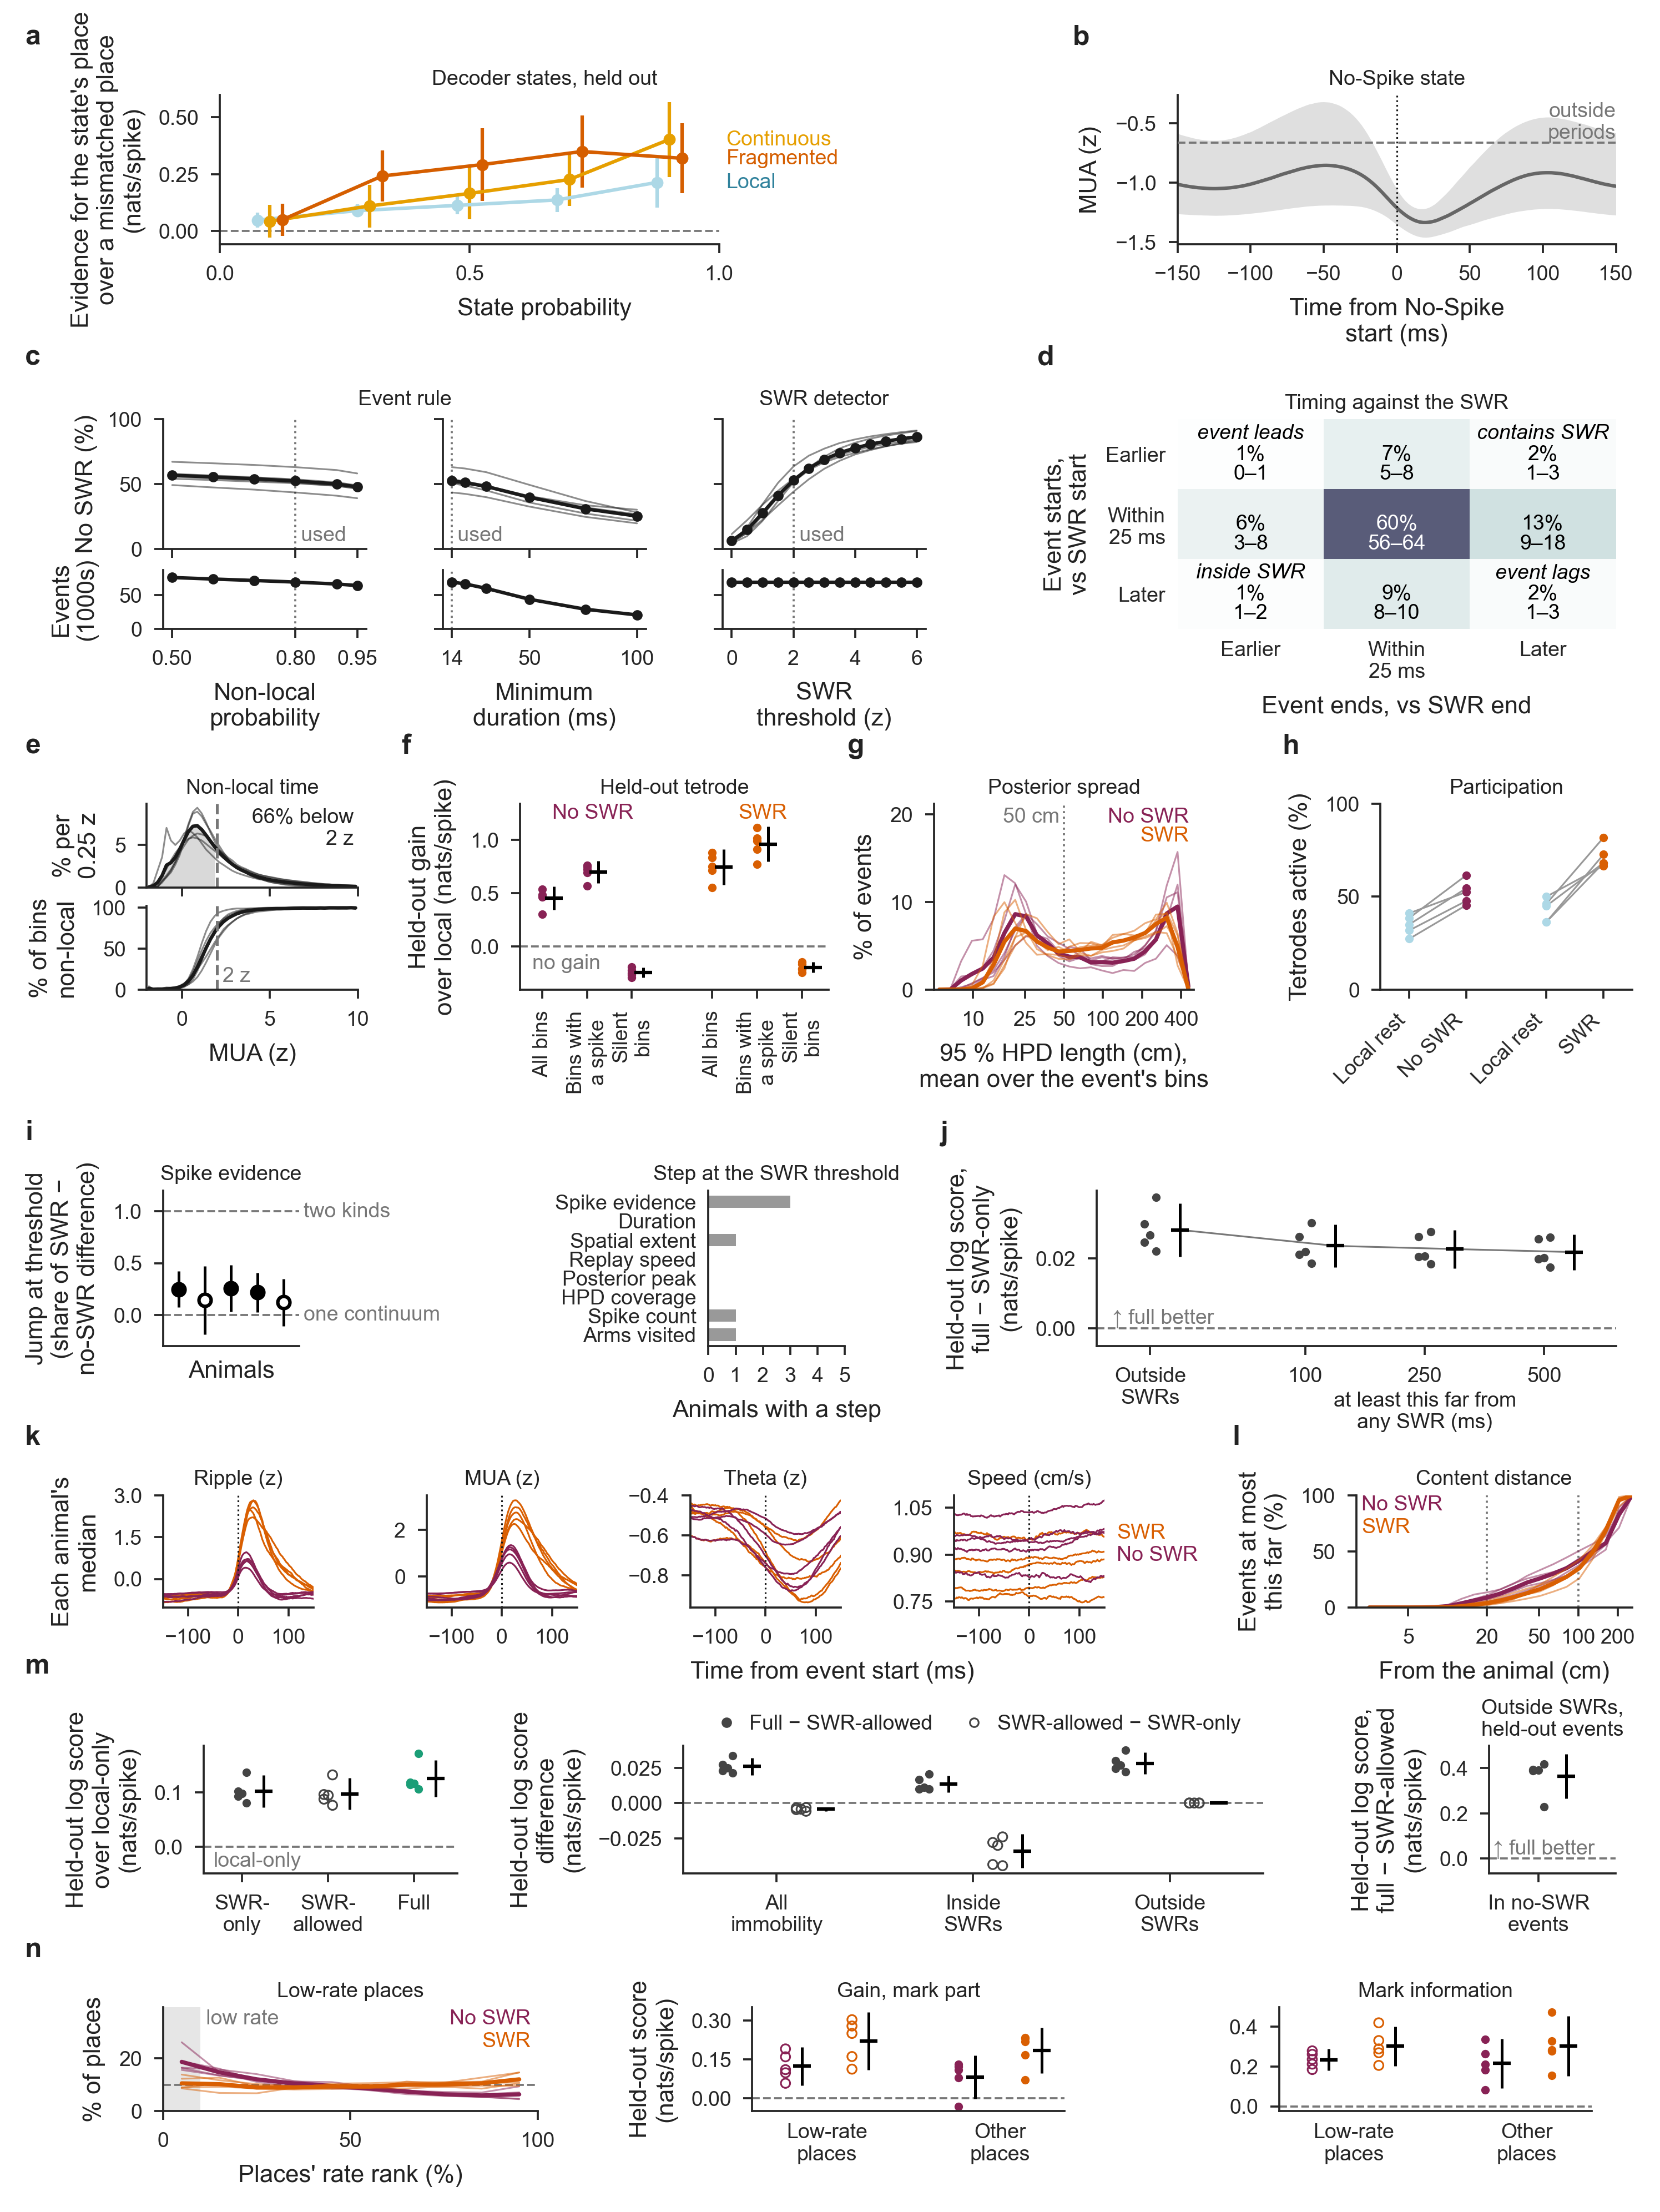 a
Decoder states, held out
Evidence for the state's place
over a mismatched place
(nats/spike)
0.50
0.25
0.00
Continuous
Fragmented
Local
0.0
0.5
1.0
State probability
b
No-Spike state
outside
periods
MUA (z)
−0.5
−1.0
−1.5
−150
−100
−50
0
50
100
150
Time from No-Spike
start (ms)
c
Event rule
SWR detector
No SWR (%)
100
50
0
used
used
used
Events
(1000s)
50
0
0.50
0.80
0.95
14
50
100
0
2
4
6
Non-local
probability
Minimum
duration (ms)
SWR
threshold (z)
d
Timing against the SWR
Event starts,
vs SWR start
Earlier
event leads
1%
0–1
7%
5–8
contains SWR
2%
1–3
Within
25 ms
6%
3–8
60%
56–64
13%
9–18
Later
inside SWR
1%
1–2
9%
8–10
event lags
2%
1–3
Earlier
Within
25 ms
Later
Event ends, vs SWR end
e
Non-local time
% per
0.25 z
5
0
66% below
2 z
% of bins
non-local
100
50
0
2 z
0
5
10
MUA (z)
f
Held-out tetrode
Held-out gain
over local (nats/spike)
No SWR
SWR
1.0
0.5
0.0
no gain
All bins
Bins with
a spike
Silent
bins
All bins
Bins with
a spike
Silent
bins
g
Posterior spread
% of events
20
10
0
50 cm
No SWR
SWR
10
25
50
100
200
400
95 % HPD length (cm),
mean over the event's bins
h
Participation
Tetrodes active (%)
100
50
0
Local rest
No SWR
Local rest
SWR
i
Spike evidence
Jump at threshold
(share of SWR −
no-SWR difference)
1.0
0.5
0.0
two kinds
one continuum
Animals
Step at the SWR threshold
Spike evidence
Duration
Spatial extent
Replay speed
Posterior peak
HPD coverage
Spike count
Arms visited
0
1
2
3
4
5
Animals with a step
j
Held-out log score,
full − SWR-only
(nats/spike)
0.02
0.00
↑ full better
Outside
SWRs
100
250
500
at least this far from
any SWR (ms)
k
Each animal's
median
Ripple (z)
3.0
1.5
0.0
−100
0
100
MUA (z)
2
0
−100
0
100
Theta (z)
−0.4
−0.6
−0.8
−100
0
100
Speed (cm/s)
1.05
0.90
0.75
−100
0
100
SWR
No SWR
Time from event start (ms)
l
Content distance
Events at most
this far (%)
100
50
0
No SWR
SWR
5
20
50
100
200
From the animal (cm)
m
Held-out log score
over local-only
(nats/spike)
0.1
0.0
local-only
SWR-
only
SWR-
allowed
Full
Held-out log score
difference
(nats/spike)
Full − SWR-allowed
SWR-allowed − SWR-only
0.025
0.000
−0.025
All
immobility
Inside
SWRs
Outside
SWRs
Outside SWRs,
held-out events
Held-out log score,
full − SWR-allowed
(nats/spike)
0.4
0.2
0.0
↑ full better
In no-SWR
events
n
Low-rate places
% of places
20
0
low rate
No SWR
SWR
0
50
100
Places' rate rank (%)
Gain, mark part
Held-out score
(nats/spike)
0.30
0.15
0.00
Low-rate
places
Other
places
Mark information
0.4
0.2
0.0
Low-rate
places
Other
places